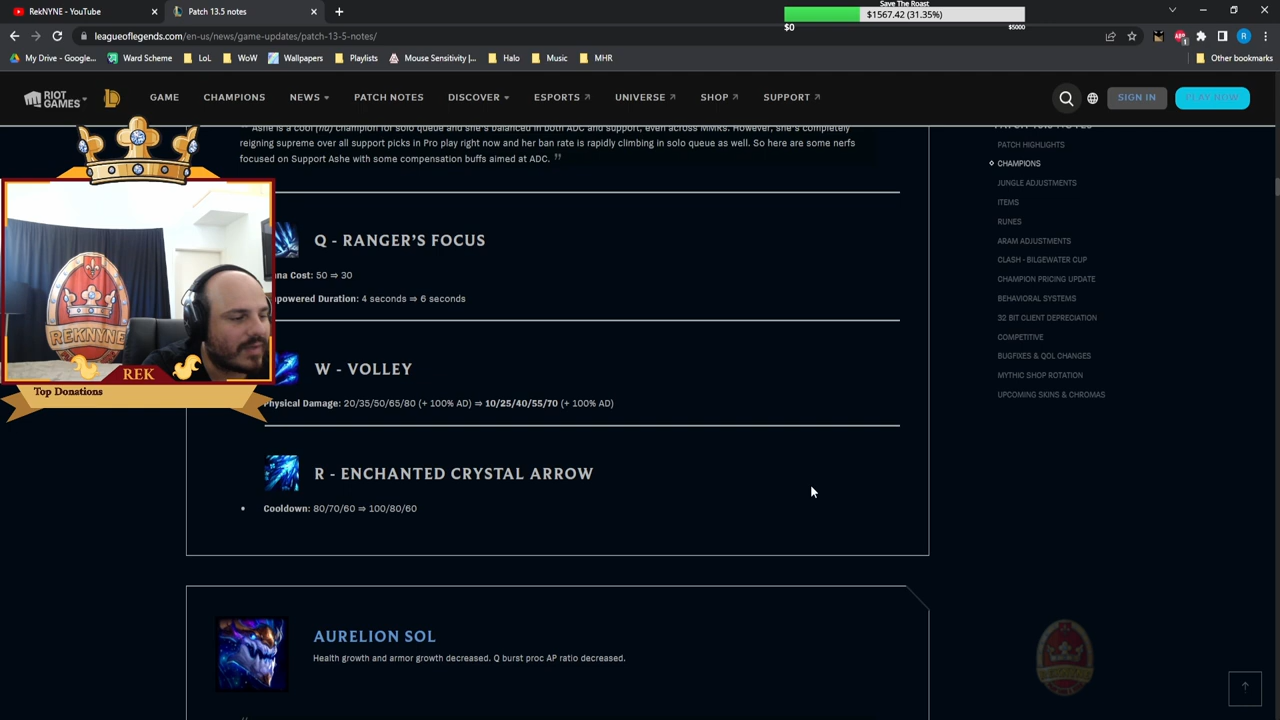 RekNYNE - YouTube
Patch 13.5 notes
Save The Roast
$1567.42 (31.35%)
$0
$5000
leagueoflegends.com/en-us/news/game-updates/patch-13-5-notes/
My Drive - Google...
Ward Scheme
LoL
WoW
Wallpapers
Playlists
Mouse Sensitivity |...
Halo
Music
MHR
Other bookmarks
RIOT GAMES
GAME
CHAMPIONS
NEWS
PATCH NOTES
DISCOVER
ESPORTS
UNIVERSE
SHOP
SUPPORT
SIGN IN
PLAY NOW
Ashe is a cool (hu) champion for solo queue and she's balanced in both ADC and support, even across MMRs. However, she's completely
reigning supreme over all support picks in Pro play right now and her ban rate is rapidly climbing in solo queue as well. So here are some nerfs
focused on Support Ashe with some compensation buffs aimed at ADC. ”
Q - RANGER'S FOCUS
Cost: 50 ⇒ 30
Duration: 4 seconds ⇒ 6 seconds
W - VOLLEY
Physical Damage: 20/35/50/65/80 (+ 100% AD) ⇒ 10/25/40/55/70 (+ 100% AD)
R - ENCHANTED CRYSTAL ARROW
• Cooldown: 80/70/60 ⇒ 100/80/60
AURELION SOL
Health growth and armor growth decreased. Q burst proc AP ratio decreased.
PATCH HIGHLIGHTS
CHAMPIONS
JUNGLE ADJUSTMENTS
ITEMS
RUNES
ARAM ADJUSTMENTS
CLASH - BILGEWATER CUP
CHAMPION PRICING UPDATE
BEHAVIORAL SYSTEMS
32 BIT CLIENT DEPRECIATION
COMPETITIVE
BUGFIXES & QOL CHANGES
MYTHIC SHOP ROTATION
UPCOMING SKINS & CHROMAS
REKNYNE
REK
Top Donations